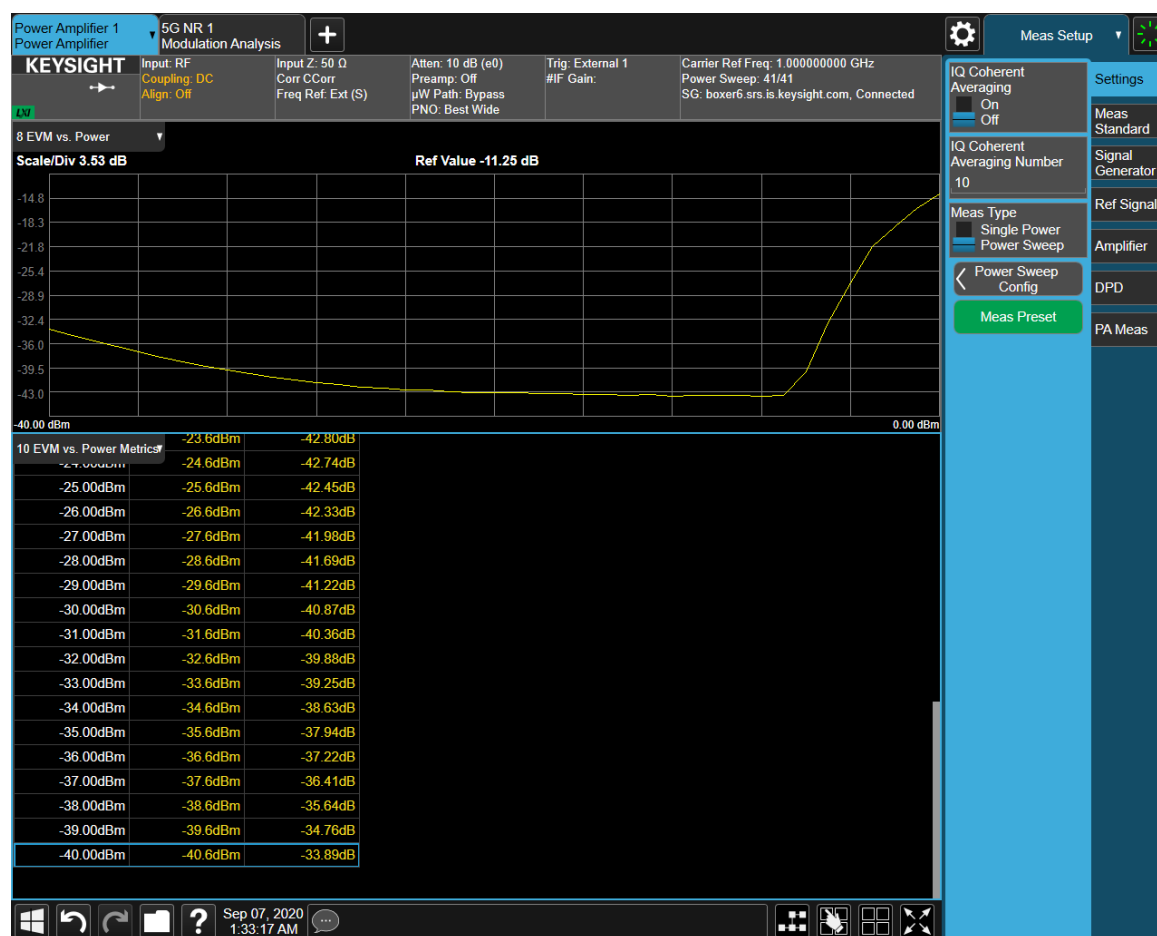 Power Amplifier 1
Power Amplifier
5G NR 1
Modulation Analysis
Meas Setup
KEYSIGHT
LXI
Input: RF
Coupling: DC
Align: Off
Input Z: 50 Ω
Corr CCorr
Freq Ref: Ext (S)
Atten: 10 dB (e0)
Preamp: Off
µW Path: Bypass
PNO: Best Wide
Trig: External 1
#IF Gain:
Carrier Ref Freq: 1.000000000 GHz
Power Sweep: 41/41
SG: boxer6.srs.is.keysight.com, Connected
8 EVM vs. Power
Scale/Div 3.53 dB
Ref Value -11.25 dB
-14.8
-18.3
-21.8
-25.4
-28.9
-32.4
-36.0
-39.5
-43.0
-40.00 dBm
0.00 dBm
10 EVM vs. Power Metrics
-23.6dBm -42.80dB
-24.00dBm -24.6dBm -42.74dB
-25.00dBm -25.6dBm -42.45dB
-26.00dBm -26.6dBm -42.33dB
-27.00dBm -27.6dBm -41.98dB
-28.00dBm -28.6dBm -41.69dB
-29.00dBm -29.6dBm -41.22dB
-30.00dBm -30.6dBm -40.87dB
-31.00dBm -31.6dBm -40.36dB
-32.00dBm -32.6dBm -39.88dB
-33.00dBm -33.6dBm -39.25dB
-34.00dBm -34.6dBm -38.63dB
-35.00dBm -35.6dBm -37.94dB
-36.00dBm -36.6dBm -37.22dB
-37.00dBm -37.6dBm -36.41dB
-38.00dBm -38.6dBm -35.64dB
-39.00dBm -39.6dBm -34.76dB
-40.00dBm -40.6dBm -33.89dB
IQ Coherent
Averaging
On
Off
IQ Coherent
Averaging Number
10
Meas Type
Single Power
Power Sweep
Power Sweep
Config
Meas Preset
Settings
Meas
Standard
Signal
Generator
Ref Signal
Amplifier
DPD
PA Meas
?
Sep 07, 2020
1:33:17 AM